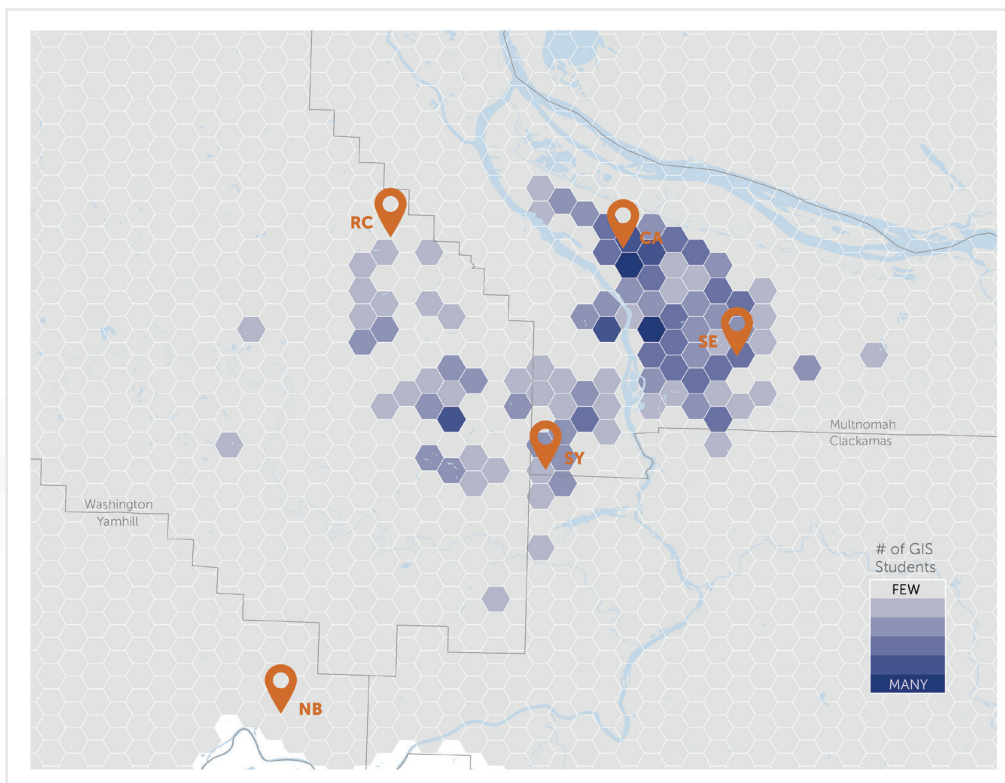 RC
CA
SE
Multnomah
Clackamas
SY
Washington
Yamhill
# of GIS
Students
FEW
MANY
NB